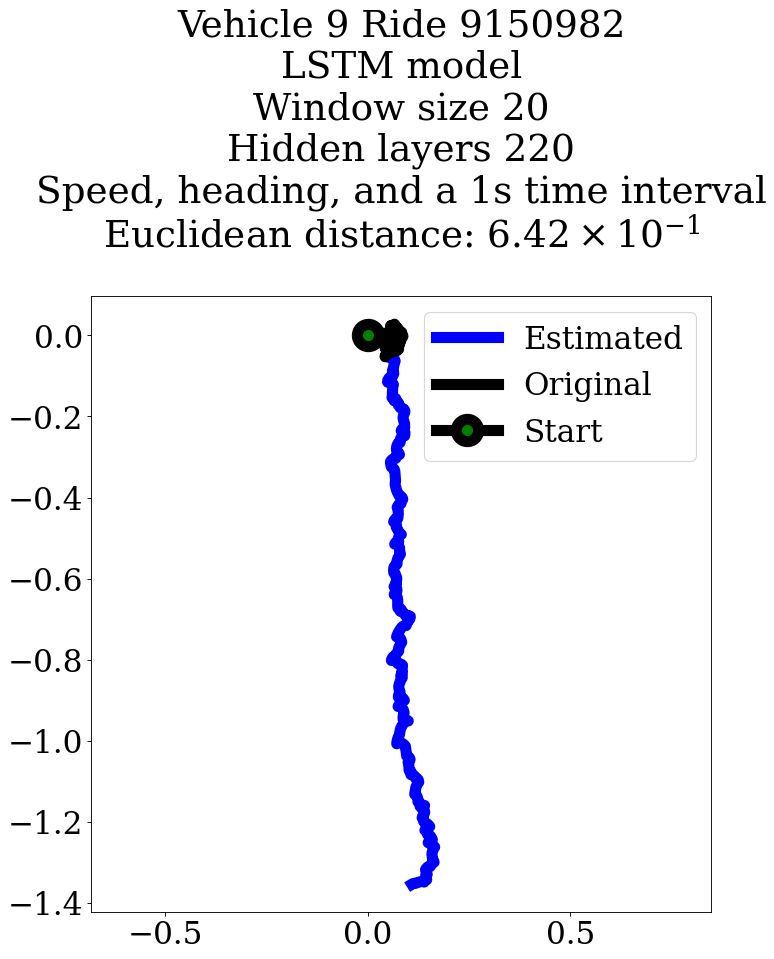 Vehicle 9 Ride 9150982
LSTM model
Window size 20
Hidden layers 220
Speed, heading, and a 1s time interval
Euclidean distance: 6.42 × 10⁻¹
Estimated
Original
Start
0.0
−0.2
−0.4
−0.6
−0.8
−1.0
−1.2
−1.4
−0.5
0.0
0.5